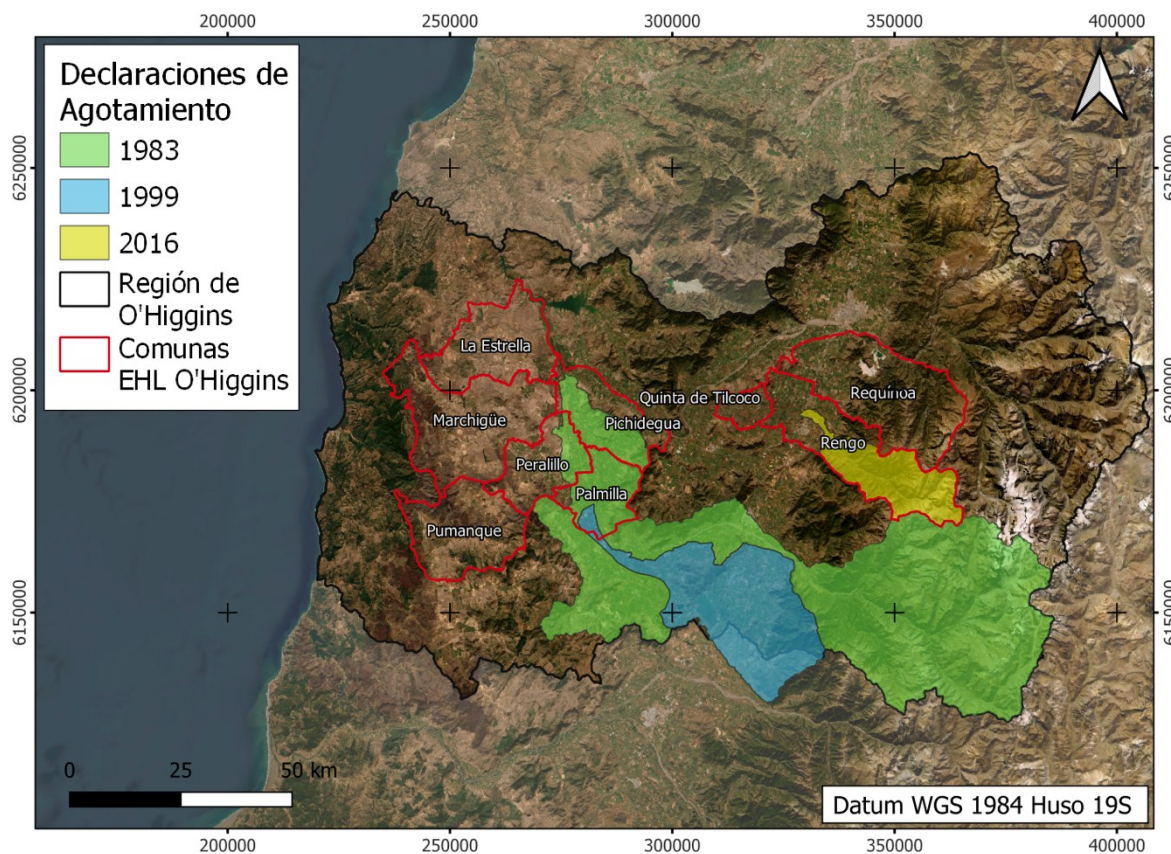 200000 250000 300000 350000 400000
Declaraciones de
Agotamiento
1983
1999
2016
Región de
O'Higgins
Comunas
EHL O'Higgins
6250000 6250000
6200000 6200000
6150000 6150000
La Estrella
Marchigüe
Quinta de Tilcoco
Requínoa
Pichidegua
Rengo
Peralillo
Palmilla
Pumanque
0 25 50 km
Datum WGS 1984 Huso 19S
200000 250000 300000 350000 400000